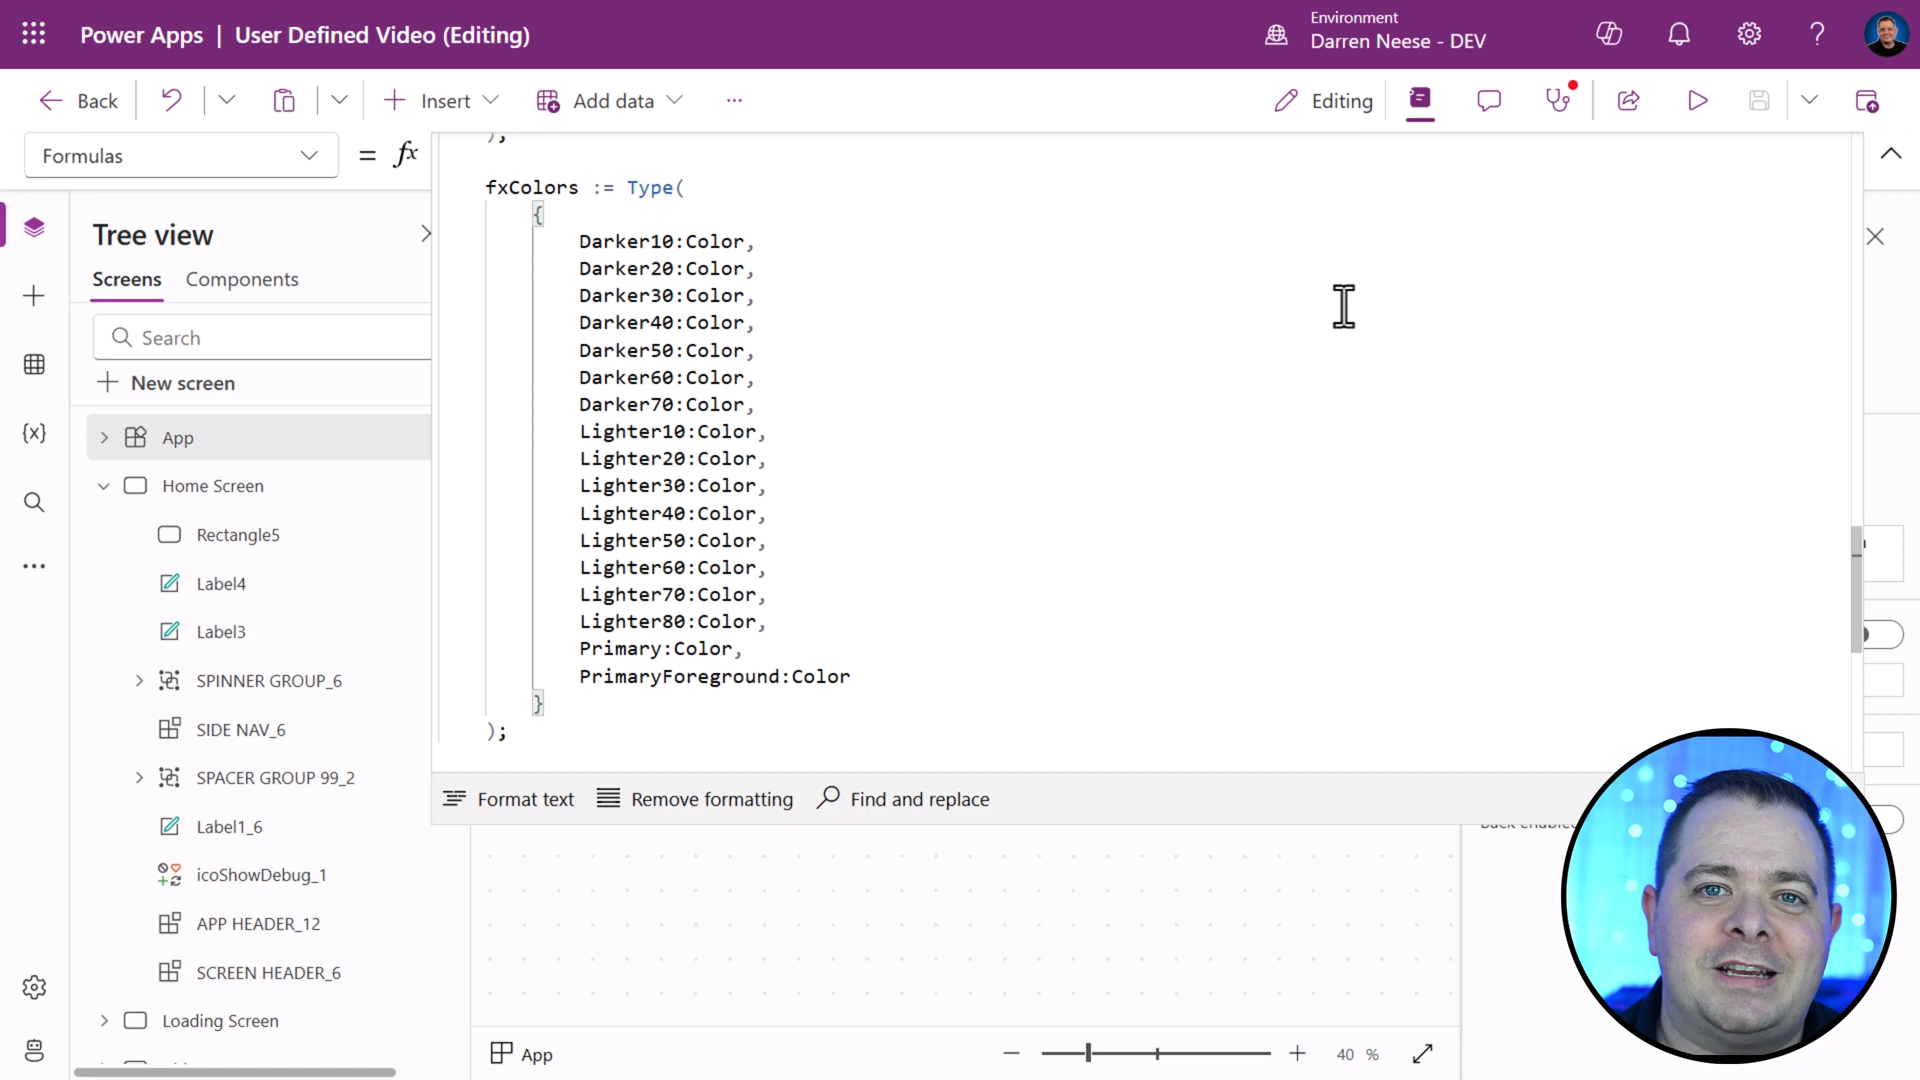 Power Apps | User Defined Video (Editing)
Environment
Darren Neese - DEV
Back
Insert
Add data
Editing
Formulas
= fx
);
Tree view
Screens
Components
Search
New screen
App
Home Screen
Rectangle5
Label4
Label3
SPINNER GROUP_6
SIDE NAV_6
SPACER GROUP 99_2
Label1_6
icoShowDebug_1
APP HEADER_12
SCREEN HEADER_6
Loading Screen
fxColors := Type(
{
Darker10:Color,
Darker20:Color,
Darker30:Color,
Darker40:Color,
Darker50:Color,
Darker60:Color,
Darker70:Color,
Lighter10:Color,
Lighter20:Color,
Lighter30:Color,
Lighter40:Color,
Lighter50:Color,
Lighter60:Color,
Lighter70:Color,
Lighter80:Color,
Primary:Color,
PrimaryForeground:Color
}
);
Format text
Remove formatting
Find and replace
App
40 %